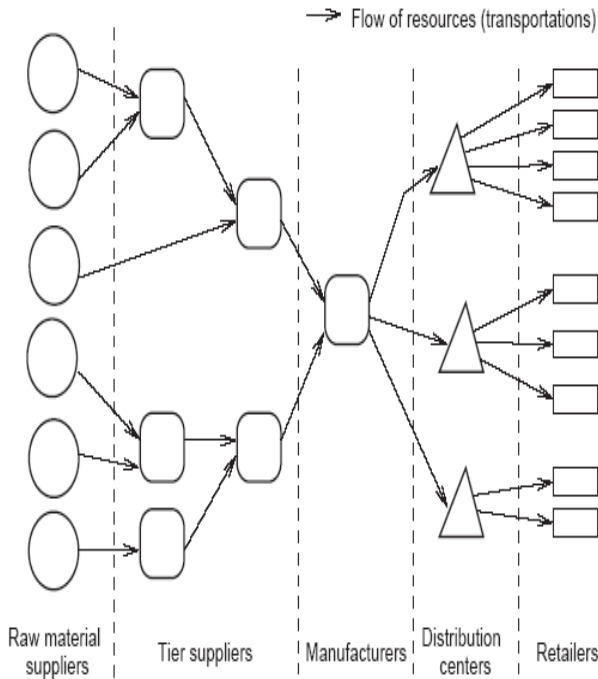 Flow of resources (transportations)
Raw material
suppliers
Tier suppliers
Manufacturers
Distribution
centers
Retailers